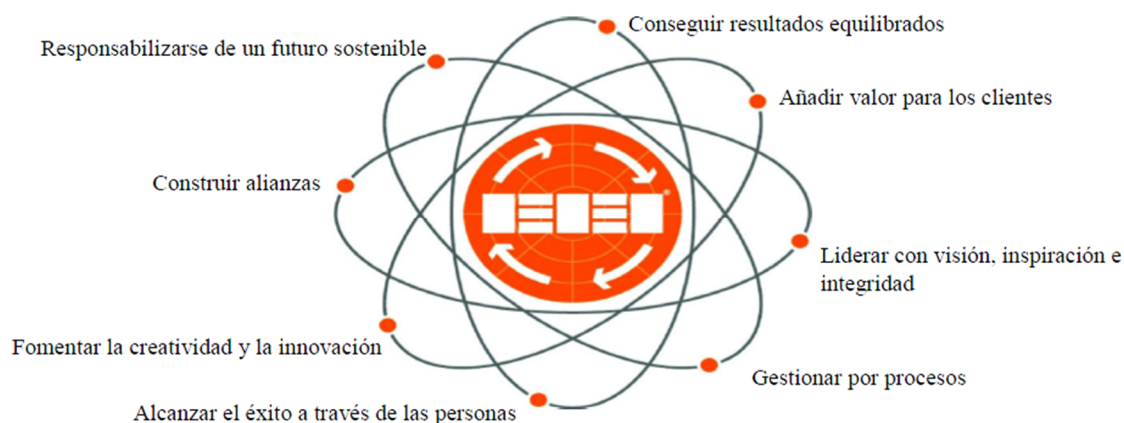 Conseguir resultados equilibrados
Responsabilizarse de un futuro sostenible
Añadir valor para los clientes
Construir alianzas
Liderar con visión, inspiración e
integridad
Fomentar la creatividad y la innovación
Gestionar por procesos
Alcanzar el éxito a través de las personas